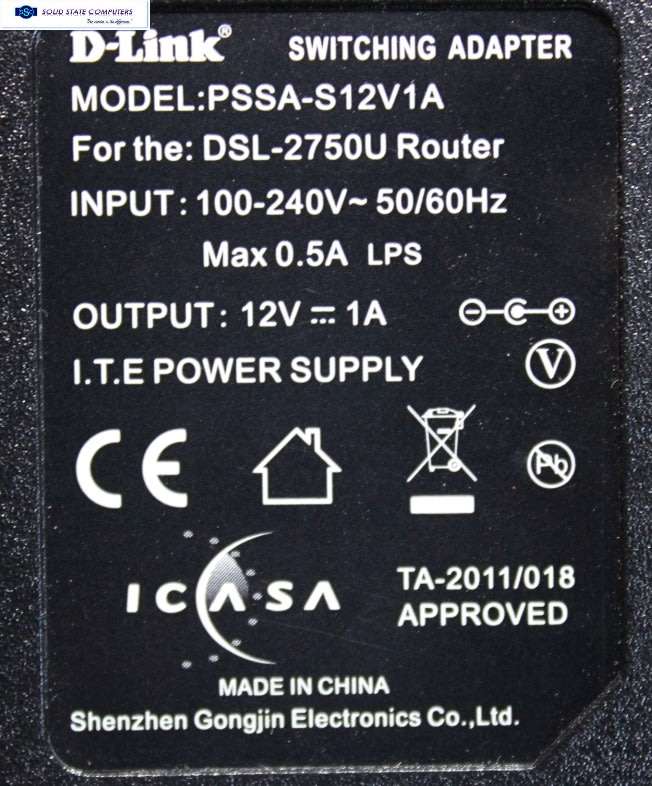 SOLID STATE COMPUTERS
D-Link® SWITCHING ADAPTER
MODEL:PSSA-S12V1A
For the: DSL-2750U Router
INPUT: 100-240V~ 50/60Hz
Max 0.5A LPS
OUTPUT: 12V ⎓ 1A
I.T.E POWER SUPPLY
V
CE
Pb
ICASA
TA-2011/018
APPROVED
MADE IN CHINA
Shenzhen Gongjin Electronics Co.,Ltd.